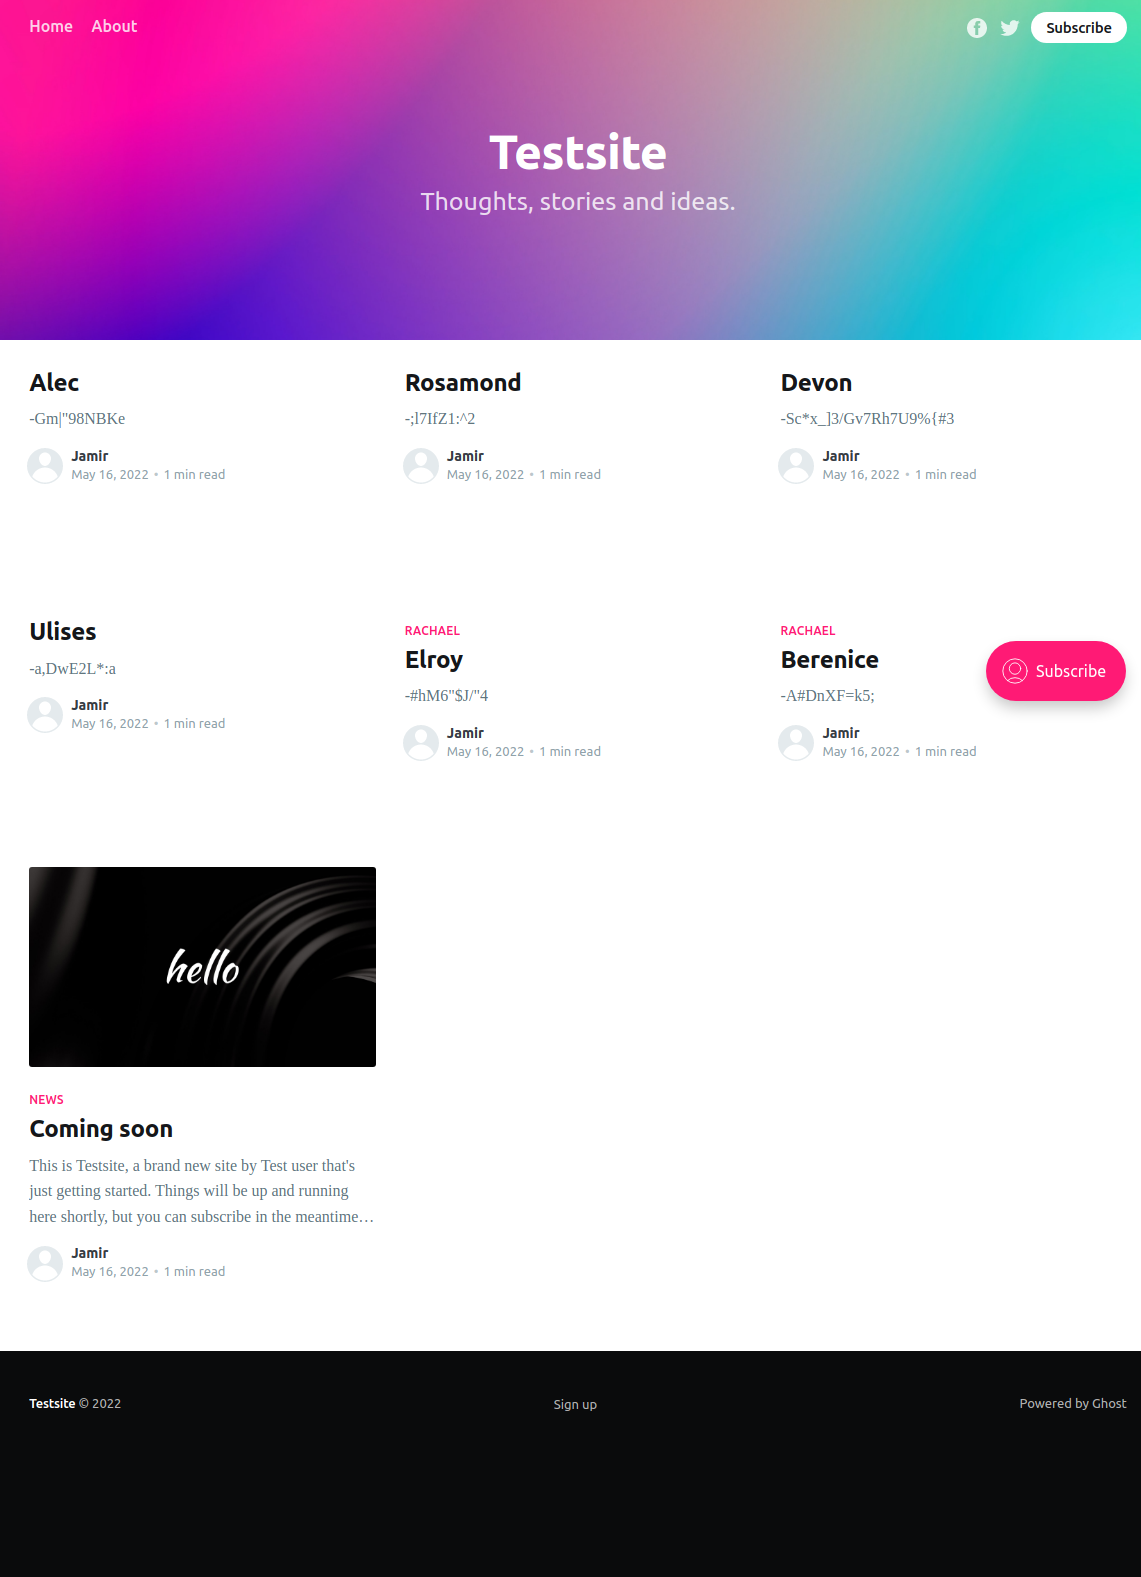 Home About
Subscribe
Testsite
Thoughts, stories and ideas.
Alec
-Gm|"98NBKe
Jamir
May 16, 2022 • 1 min read
Rosamond
-;l7IfZ1:^2
Jamir
May 16, 2022 • 1 min read
Devon
-Sc*x_]3/Gv7Rh7U9%{#3
Jamir
May 16, 2022 • 1 min read
Ulises
-a,DwE2L*:a
Jamir
May 16, 2022 • 1 min read
RACHAEL
Elroy
-#hM6"$J/"4
Jamir
May 16, 2022 • 1 min read
RACHAEL
Berenice
-A#DnXF=k5;
Jamir
May 16, 2022 • 1 min read
Subscribe
hello
NEWS
Coming soon
This is Testsite, a brand new site by Test user that's
just getting started. Things will be up and running
here shortly, but you can subscribe in the meantime…
Jamir
May 16, 2022 • 1 min read
Testsite © 2022
Sign up
Powered by Ghost